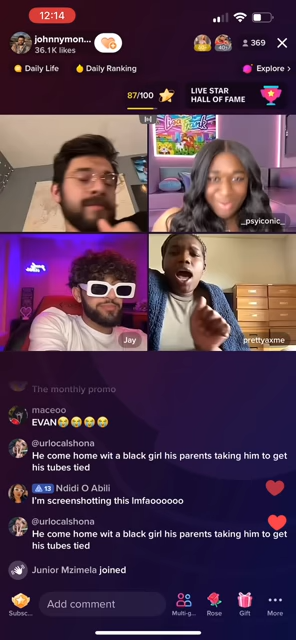 12:14
johnnymon...
36.1K likes
369
Daily Life
Daily Ranking
Explore >
87/100
LIVE STAR
HALL OF FAME
_psyiconic_
Jay
prettyaxme
The monthly promo
maceoo
EVAN😭😭😭😭
@urlocalshona
He come home wit a black girl his parents taking him to get
his tubes tied
13 Ndidi O Abili
I'm screenshotting this lmfaoooooo
@urlocalshona
He come home wit a black girl his parents taking him to get
his tubes tied
Junior Mzimela joined
Add comment
Subsc...
Multi-g...
Rose
Gift
More